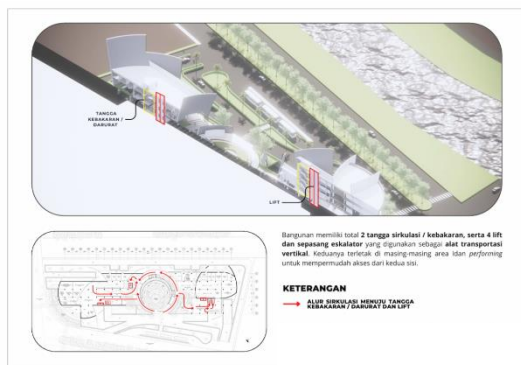 TANGGA
KEBAKARAN /
DARURAT
LIFT
Bangunan memiliki total 2 tangga sirkulasi / kebakaran, serta 4 lift
dan sepasang eskalator yang digunakan sebagai alat transportasi
vertikal. Keduanya terletak di masing-masing area Idan performing
untuk mempermudah akses dari kedua sisi.
KETERANGAN
ALUR SIRKULASI MENUJU TANGGA
KEBAKARAN / DARURAT DAN LIFT